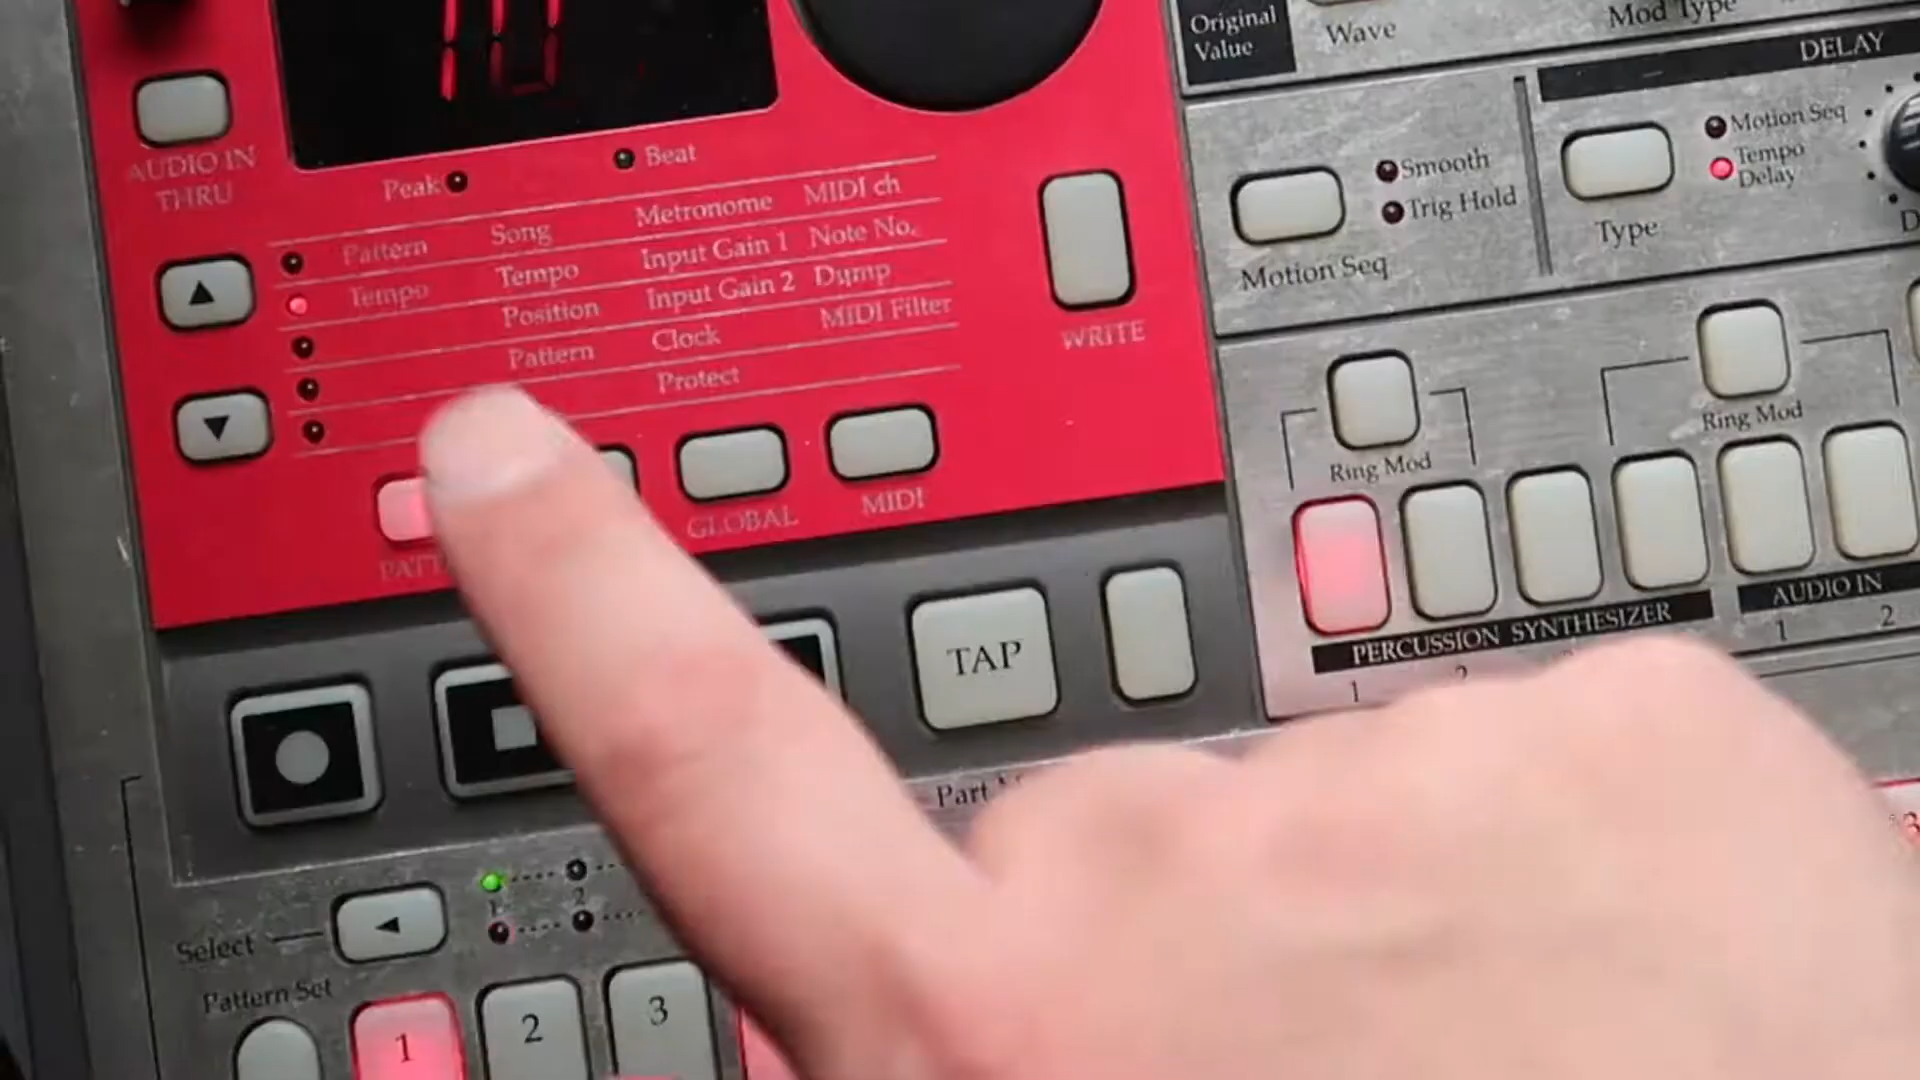 Original
Value
Wave
Mod Type
DELAY
AUDIO IN
THRU
Peak
Beat
Motion Seq
Tempo
Delay
Type
Smooth
Trig Hold
Motion Seq
Pattern Song Metronome MIDI ch
Tempo Tempo Input Gain 1 Note No.
Position Input Gain 2 Dump
Pattern Clock MIDI Filter
Protect
WRITE
GLOBAL
MIDI
Ring Mod
Ring Mod
PERCUSSION SYNTHESIZER
1 2
AUDIO IN
1 2
TAP
Part
Select
1 2
Pattern Set
1 2 3
3